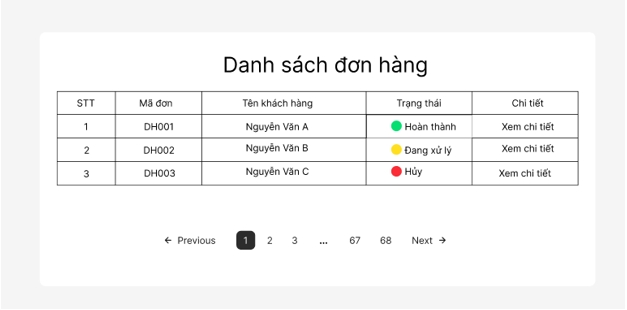 Danh sách đơn hàng
STT Mã đơn Tên khách hàng Trạng thái Chi tiết
1 DH001 Nguyễn Văn A Hoàn thành Xem chi tiết
2 DH002 Nguyễn Văn B Đang xử lý Xem chi tiết
3 DH003 Nguyễn Văn C Hủy Xem chi tiết
← Previous 1 2 3 ... 67 68 Next →